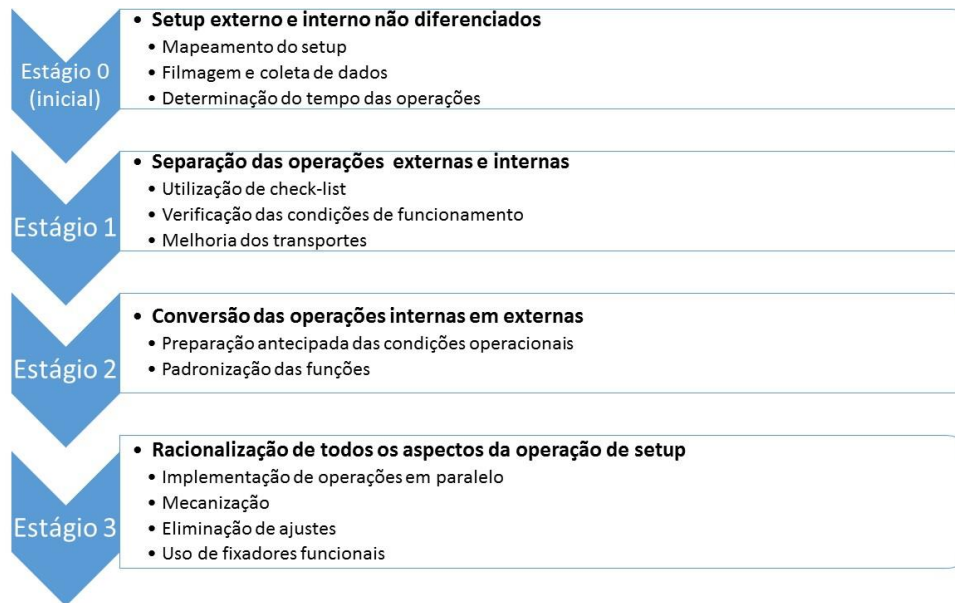 Estágio 0
(inicial)
• Setup externo e interno não diferenciados
• Mapeamento do setup
• Filmagem e coleta de dados
• Determinação do tempo das operações
Estágio 1
• Separação das operações externas e internas
• Utilização de check-list
• Verificação das condições de funcionamento
• Melhoria dos transportes
Estágio 2
• Conversão das operações internas em externas
• Preparação antecipada das condições operacionais
• Padronização das funções
Estágio 3
• Racionalização de todos os aspectos da operação de setup
• Implementação de operações em paralelo
• Mecanização
• Eliminação de ajustes
• Uso de fixadores funcionais